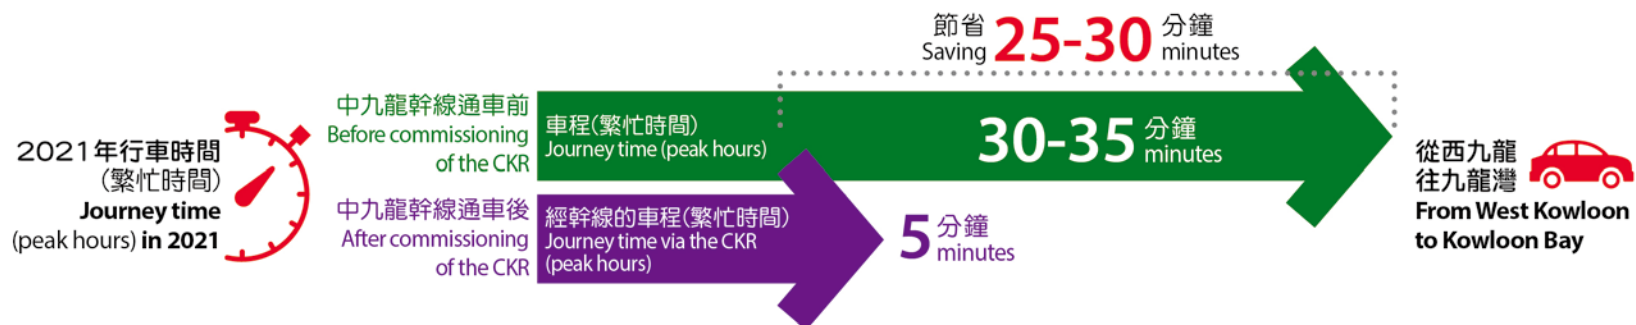 節省
Saving
25-30
分鐘
minutes
2021年行車時間
(繁忙時間)
Journey time
(peak hours) in 2021
中九龍幹線通車前
Before commissioning
of the CKR
車程(繁忙時間)
Journey time (peak hours)
30-35
分鐘
minutes
中九龍幹線通車後
After commissioning
of the CKR
經幹線的車程(繁忙時間)
Journey time via the CKR
(peak hours)
5
分鐘
minutes
從西九龍
往九龍灣
From West Kowloon
to Kowloon Bay